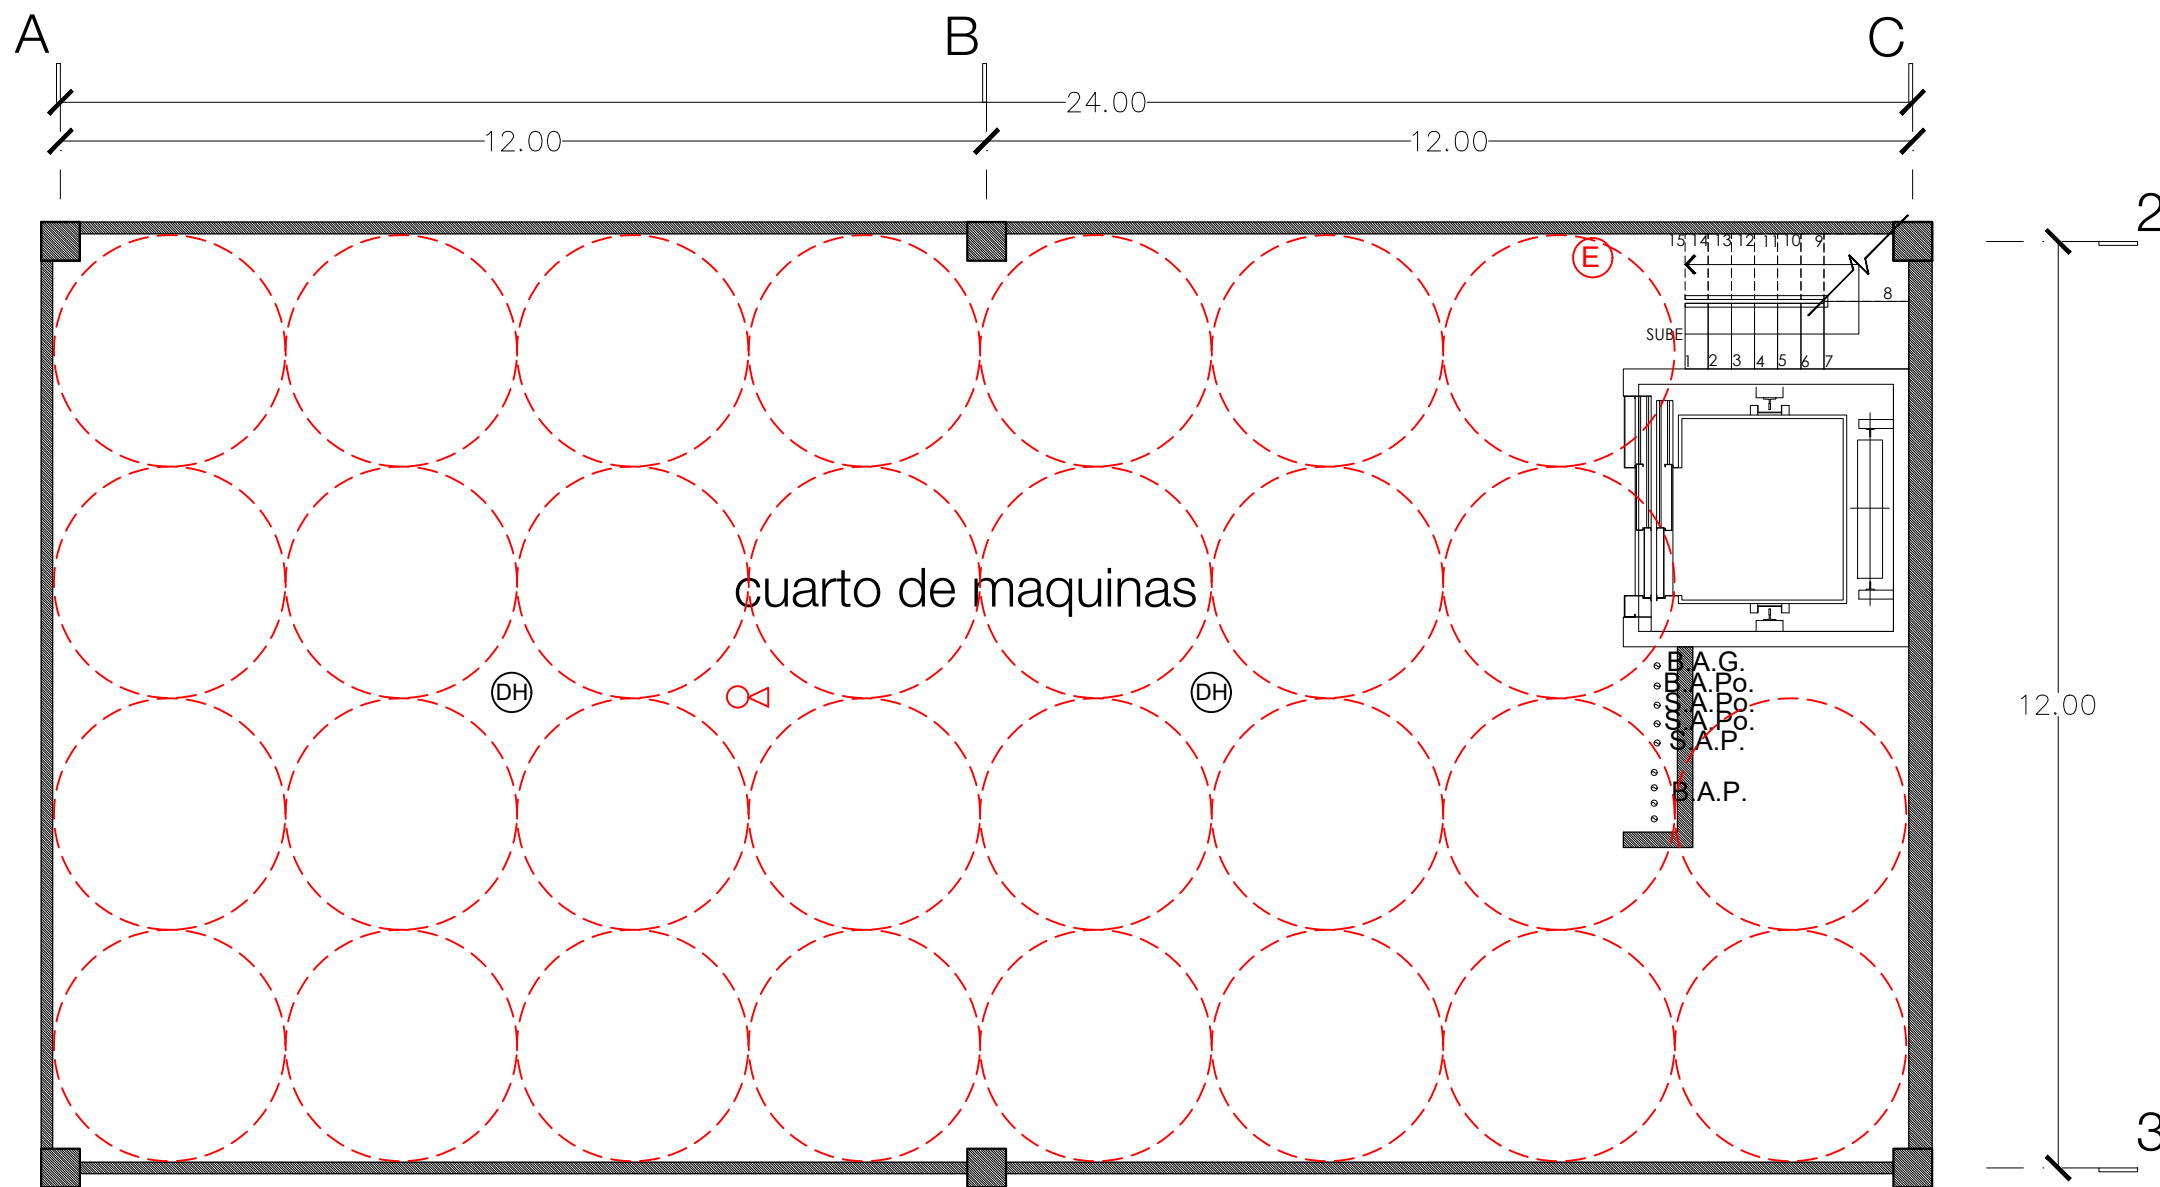 A B C
24.00
12.00 12.00
2
E
15 14 13 12 11 10 9
8
SUBE
1 2 3 4 5 6 7
cuarto de maquinas
B.A.G.
DH DH
B.A.Po.
S.A.Po.
S.A.Po.
S.A.P.
12.00
B.A.P.
3